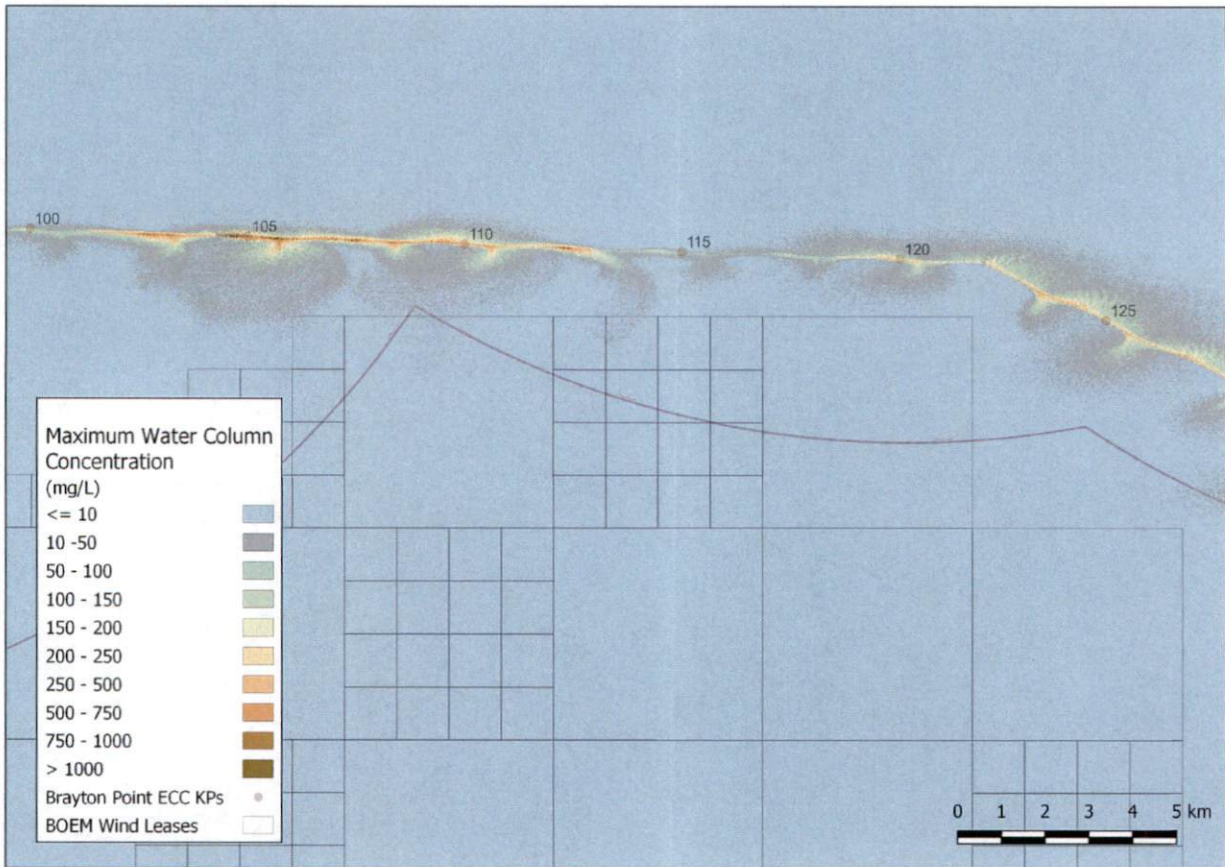 100
105
110
115
120
125
Maximum Water Column
Concentration
(mg/L)
<= 10
10 -50
50 - 100
100 - 150
150 - 200
200 - 250
250 - 500
500 - 750
750 - 1000
> 1000
Brayton Point ECC KPs
BOEM Wind Leases
0 1 2 3 4 5 km